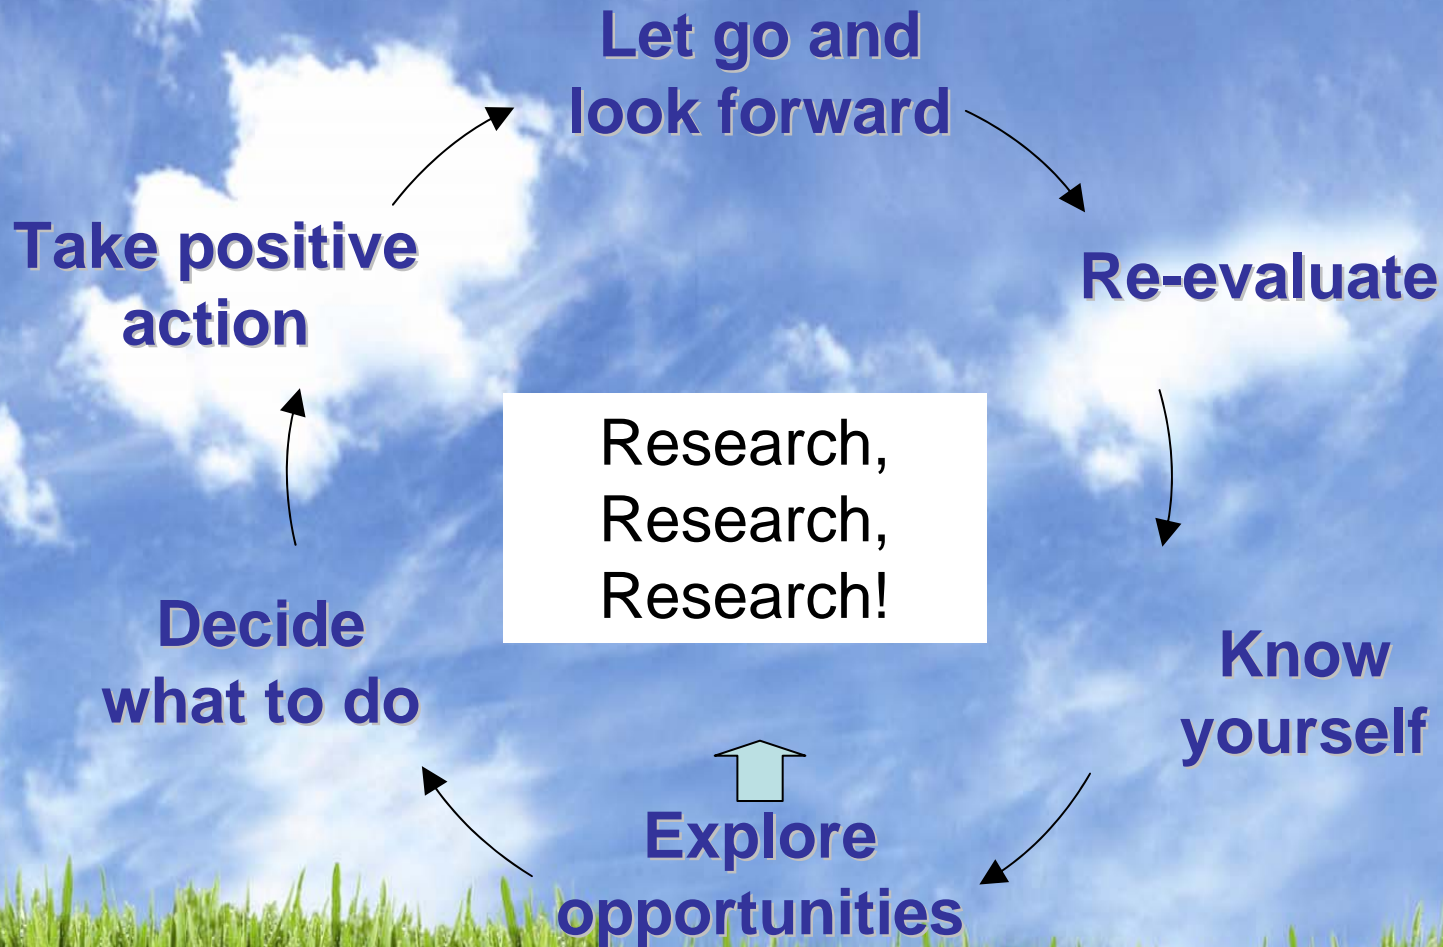 Let go and
look forward
Re-evaluate
Know
yourself
Explore
opportunities
Decide
what to do
Take positive
action
Research,
Research,
Research!